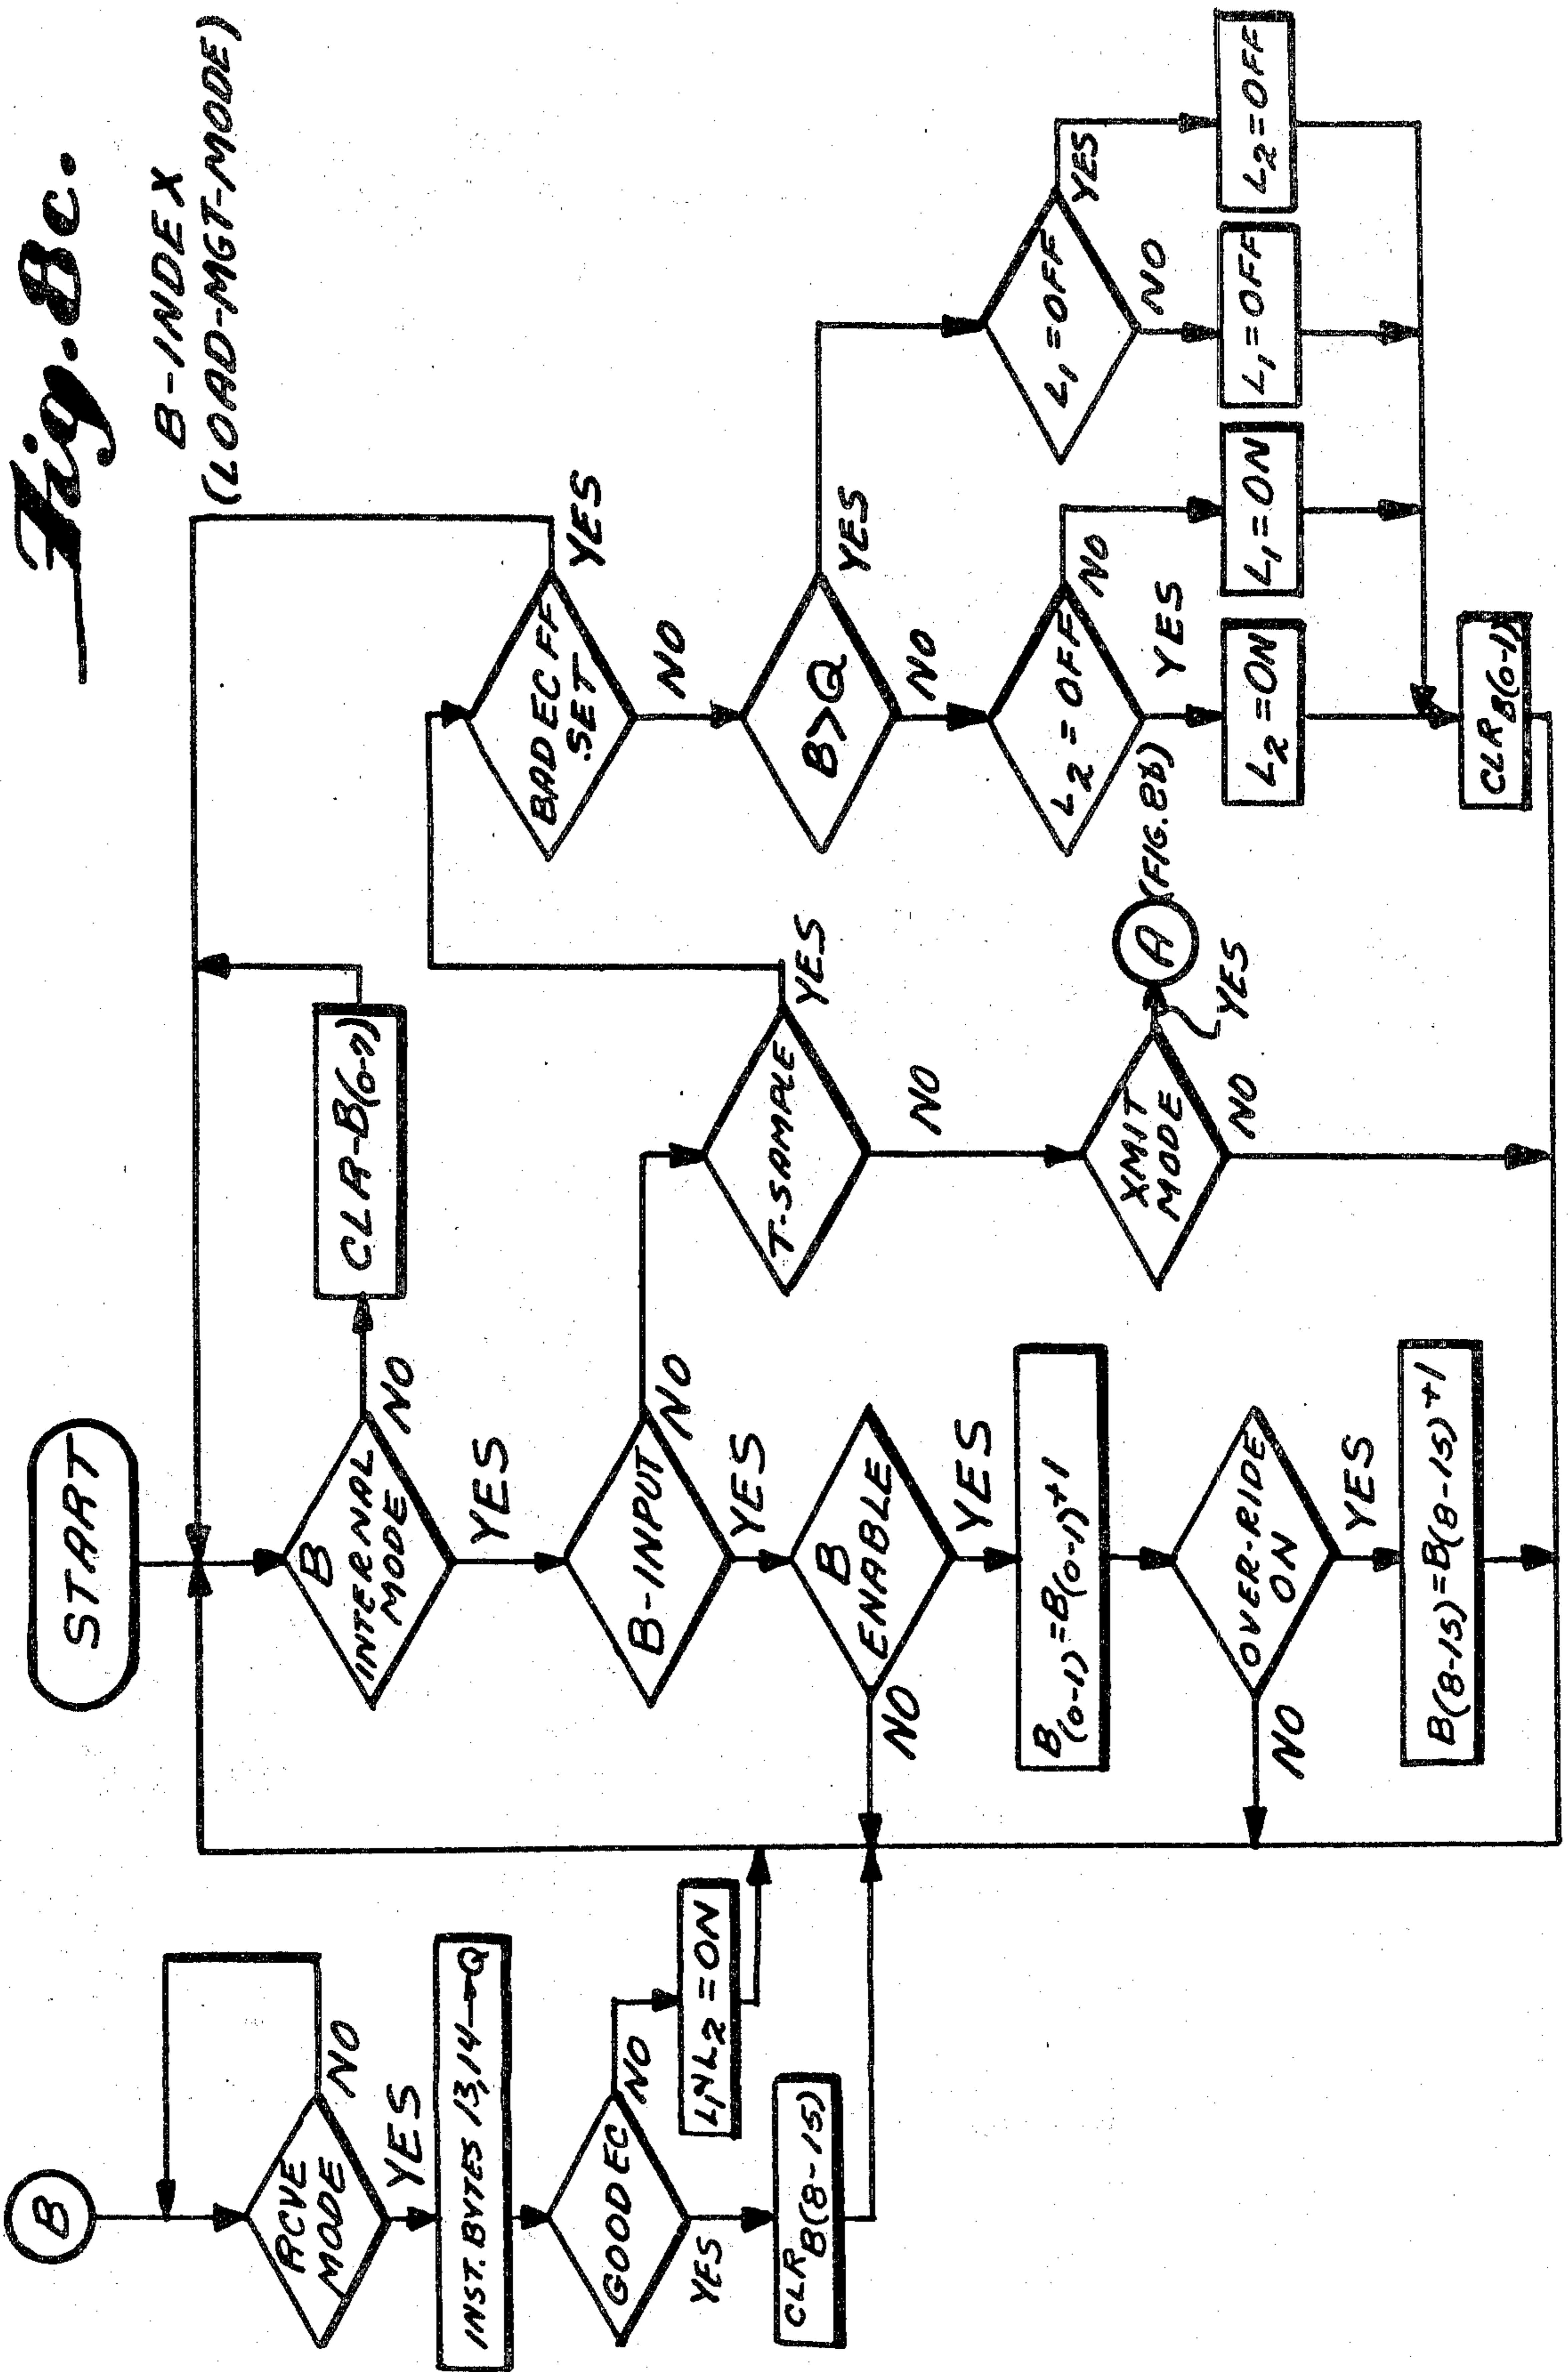 Fig. 8c.
B-INDEX
(LOAD-MGT-MODE)
START
B
INTERNAL
MODE
NO
CLR-B(0-7)
YES
B-INPUT
NO
YES
B
ENABLE
NO
YES
B(0-1)=B(0-1)+1
OVER-RIDE
ON
NO
YES
B(8-15)=B(8-15)+1
T-SAMPLE
YES
NO
XMIT
MODE
YES
A
(FIG. 8b)
NO
BAD ECFF
SET
YES
NO
B>Q
YES
NO
L2=OFF
NO
YES
L1=OFF
YES
NO
L2=ON
L1=ON
L1=OFF
L2=OFF
CLR B(0-1)
B
RCVE
MODE
NO
YES
INST. BYTES 13,14→Q
GOOD EC
NO
YES
L2=ON
CLR B(8-15)